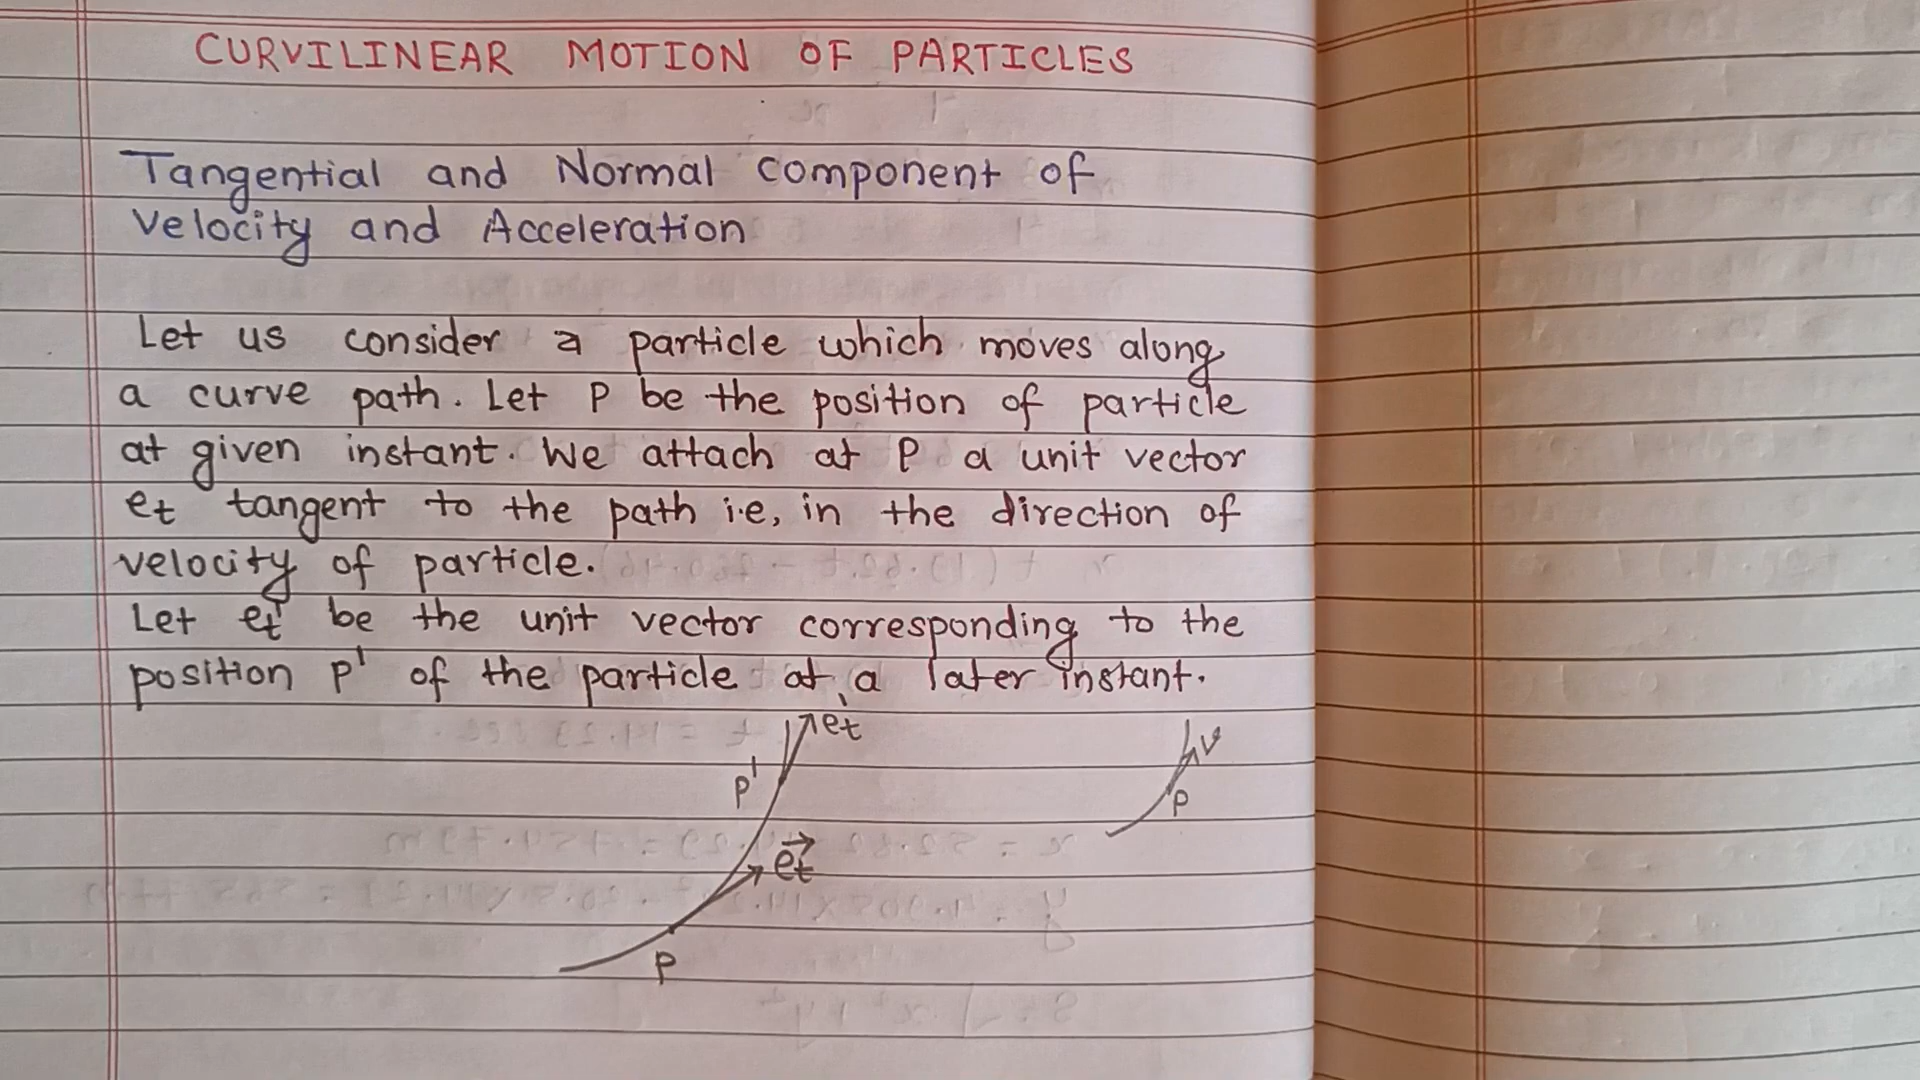 CURVILINEAR MOTION OF PARTICLES
Tangential and Normal component of
Velocity and Acceleration
Let us consider a particle which moves along
a curve path. Let P be the position of particle
at given instant. We attach at P a unit vector
et tangent to the path i.e, in the direction of
velocity of particle.
Let et' be the unit vector corresponding to the
position P' of the particle at a later instant.
et
v
P'
P
et
P